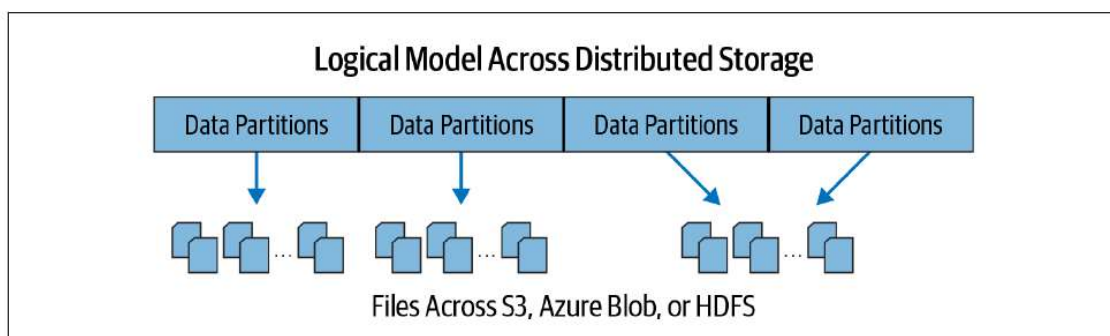 Logical Model Across Distributed Storage
Data Partitions Data Partitions Data Partitions Data Partitions
... ... ...
Files Across S3, Azure Blob, or HDFS